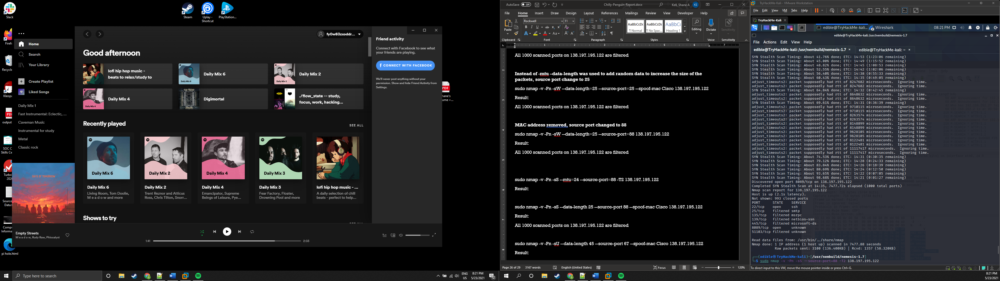 Slack
Steam
Uplay - Shortcut
PlayStation...
Firefo
Recycle
Kleopa
output
SOC C
Skills Ce
Turbo
202
Source
Data.t
Compu
Informa
pi hole.html
PDF
hane's
ume +...
Home
Search
Your Library
Create Playlist
Liked Songs
Daily Mix 1
Fast Instrumental: Eclectic, ...
Caveman Music
Instrumental for study
Metal
Classic rock
DAYS OF TOMORROW
fy0w83zxoddr...
Good afternoon
lofi hip hop music -
beats to relax/study to
Daily Mix 6
Daily Mix 2
Daily Mix 4
Digimortal
./flow_state -- study,
focus, work, hacking...
Recently played
SEE ALL
Daily Mix 6
Daily Mix 2
Daily Mix 4
Daily Mix 3
Daily Mix 6
Living Room, Tom Doolie,
M e a d o w and more
Daily Mix 2
Trent Reznor and Atticus
Ross, Chris Tilton, Snorr...
Daily Mix 4
Emancipator, Supreme
Beings of Leisure, Pye...
Daily Mix 3
Fear Factory, Floater,
Drowning Pool and more
lofi hip hop music - ...
A daily selection of chill
beats - perfect to help...
Shows to try
Friend activity
Connect with Facebook to see what
your friends are playing.
CONNECT WITH FACEBOOK
We'll never post anything without your
permission. Show and hide Friend Activity from
Settings.
Empty Streets
M e a d o w, Rudy Raw, Phlocalyst
1:41
2:03
Type here to search
ENG
US
8:21 PM
5/23/2021
AutoSave Off
Chilly-Penguin-Report.docx
Kell, Shane A KS
File Home Insert Draw Design Layout References Mailings Review View Developer Help
Paste
Rockwell 11
AaBbCcDc AaBbCcDc AaBbCc
¶ Normal ¶ No Spac... Heading 1
Editing Dictate Sensitivity
Clipboard Font Paragraph Styles Voice Sensitivity
All 1000 scanned ports on 138.197.195.122 are filtered
Instead of -mtu --data-length was used to add random data to increase the size of the
packets, source port change to 25
sudo nmap -v -Pn -sW --data-length=25 --source-port=25 --spoof-mac Cisco 138.197.195.122
Result:
All 1000 scanned ports on 138.197.195.122 are filtered
MAC address removed, source port changed to 88
sudo nmap -v -Pn -sW --data-length=25 --source-port=88 138.197.195.122
Result:
All 1000 scanned ports on 138.197.195.122 are filtered
sudo nmap -v -Pn -sS --mtu=24 --source-port=88 -T2 138.197.195.122
Result:
sudo nmap -v -Pn -sS --data-length 25 --source-port 88 --spoof-mac Cisco 138.197.195.122
Result:
All 1000 scanned ports on 138.197.195.122 are filtered
sudo nmap -v -Pn -sU --data-length 45 --source-port 67 --spoof-mac Cisco 138.197.195.122
Result:
Page 26 of 29 3167 words English (United States) Focus 120%
TryHackMe-Kali - VMware Workstation
File Edit View VM Tabs Help
TryHackMe-Kali
edible@TryHackMe-kali... Wireshark 08:21 PM
edible@TryHackMe-kali: /usr/nembuild/nemesis-1.7
File Actions Edit View Help
edible@TryHackMe-kali: /usr/nembuild/nemesis-1.7 edible@TryHackMe-kali: ~
SYN Stealth Scan Timing: About 41.76% done; ETC: 14:53 (1:23:06 remaining)
SYN Stealth Scan Timing: About 45.00% done; ETC: 14:49 (1:15:52 remaining)
SYN Stealth Scan Timing: About 48.82% done; ETC: 14:45 (1:08:53 remaining)
SYN Stealth Scan Timing: About 52.55% done; ETC: 14:42 (1:02:06 remaining)
SYN Stealth Scan Timing: About 56.40% done; ETC: 14:38 (0:55:33 remaining)
SYN Stealth Scan Timing: About 60.43% done; ETC: 14:35 (0:49:05 remaining)
adjust_timeouts2: packet supposedly had rtt of 8247682 microseconds. Ignoring time.
adjust_timeouts2: packet supposedly had rtt of 8247682 microseconds. Ignoring time.
SYN Stealth Scan Timing: About 64.84% done; ETC: 14:32 (0:42:45 remaining)
adjust_timeouts2: packet supposedly had rtt of 8648632 microseconds. Ignoring time.
adjust_timeouts2: packet supposedly had rtt of 8648632 microseconds. Ignoring time.
SYN Stealth Scan Timing: About 69.61% done; ETC: 14:31 (0:36:39 remaining)
adjust_timeouts2: packet supposedly had rtt of 9710115 microseconds. Ignoring time.
adjust_timeouts2: packet supposedly had rtt of 9710115 microseconds. Ignoring time.
adjust_timeouts2: packet supposedly had rtt of 8263574 microseconds. Ignoring time.
adjust_timeouts2: packet supposedly had rtt of 8263574 microseconds. Ignoring time.
adjust_timeouts2: packet supposedly had rtt of 8148899 microseconds. Ignoring time.
adjust_timeouts2: packet supposedly had rtt of 8148899 microseconds. Ignoring time.
adjust_timeouts2: packet supposedly had rtt of 9628105 microseconds. Ignoring time.
adjust_timeouts2: packet supposedly had rtt of 9628105 microseconds. Ignoring time.
adjust_timeouts2: packet supposedly had rtt of 8122481 microseconds. Ignoring time.
adjust_timeouts2: packet supposedly had rtt of 8122481 microseconds. Ignoring time.
adjust_timeouts2: packet supposedly had rtt of 11117417 microseconds. Ignoring time.
adjust_timeouts2: packet supposedly had rtt of 11117417 microseconds. Ignoring time.
SYN Stealth Scan Timing: About 74.53% done; ETC: 14:31 (0:30:35 remaining)
SYN Stealth Scan Timing: About 79.12% done; ETC: 14:28 (0:24:33 remaining)
SYN Stealth Scan Timing: About 83.84% done; ETC: 14:26 (0:18:39 remaining)
SYN Stealth Scan Timing: About 88.69% done; ETC: 14:24 (0:12:50 remaining)
SYN Stealth Scan Timing: About 93.65% done; ETC: 14:22 (0:07:05 remaining)
SYN Stealth Scan Timing: About 98.68% done; ETC: 14:21 (0:01:27 remaining)
Discovered open port 8089/tcp on 138.197.195.122
Completed SYN Stealth Scan at 14:35, 7477.72s elapsed (1000 total ports)
Nmap scan report for 138.197.195.122
Host is up (2.1s latency).
Not shown: 993 closed ports
PORT STATE SERVICE
22/tcp open ssh
25/tcp filtered smtp
135/tcp filtered msrpc
139/tcp filtered netbios-ssn
445/tcp filtered microsoft-ds
8089/tcp open unknown
51103/tcp filtered unknown
Read data files from: /usr/bin/../share/nmap
Nmap done: 1 IP address (1 host up) scanned in 7477.88 seconds
Raw packets sent: 3100 (136.400KB) | Rcvd: 1357 (58.320KB)
(edible㉿TryHackMe-kali)-[/usr/nembuild/nemesis-1.7]
$ sudo nmap -v -Pn -sS --source-port=88 -T2 138.197.195.122
To direct input to this VM, move the mouse pointer inside or press Ctrl+G.
8:21 PM
5/23/2021